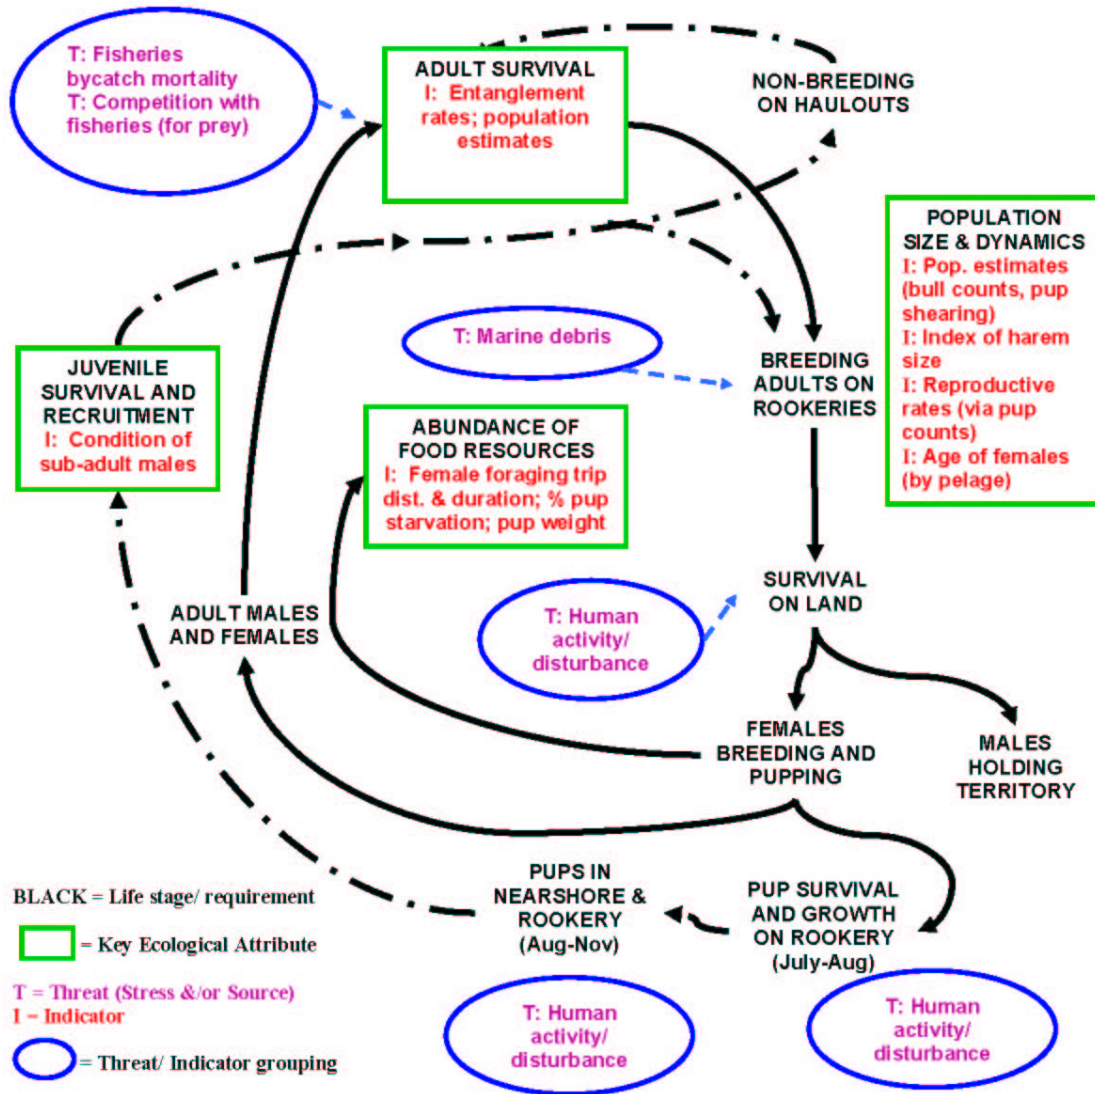 T: Fisheries
bycatch mortality
T: Competition with
fisheries (for prey)
ADULT SURVIVAL
I: Entanglement
rates; population
estimates
NON-BREEDING
ON HAULOUTS
POPULATION
SIZE & DYNAMICS
I: Pop. estimates
(bull counts, pup
shearing)
I: Index of harem
size
I: Reproductive
rates (via pup
counts)
I: Age of females
(by pelage)
T: Marine debris
BREEDING
ADULTS ON
ROOKERIES
JUVENILE
SURVIVAL AND
RECRUITMENT
I: Condition of
sub-adult males
ABUNDANCE OF
FOOD RESOURCES
I: Female foraging trip
dist. & duration; % pup
starvation; pup weight
SURVIVAL
ON LAND
ADULT MALES
AND FEMALES
T: Human
activity/
disturbance
FEMALES
BREEDING AND
PUPPING
MALES
HOLDING
TERRITORY
PUPS IN
NEARSHORE &
ROOKERY
(Aug-Nov)
PUP SURVIVAL
AND GROWTH
ON ROOKERY
(July-Aug)
T: Human
activity/
disturbance
T: Human
activity/
disturbance
BLACK = Life stage/ requirement
= Key Ecological Attribute
T = Threat (Stress &/or Source)
I = Indicator
= Threat/ Indicator grouping